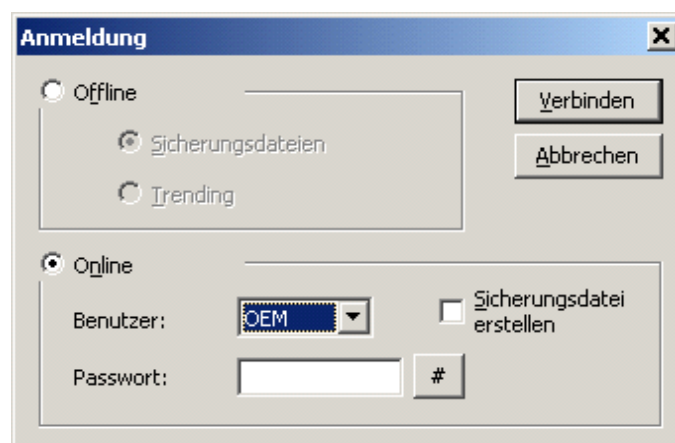 Anmeldung
Offline
Verbinden
Sicherungsdateien
Abbrechen
Trending
Online
Benutzer:
OEM
Sicherungsdatei
erstellen
Passwort:
#